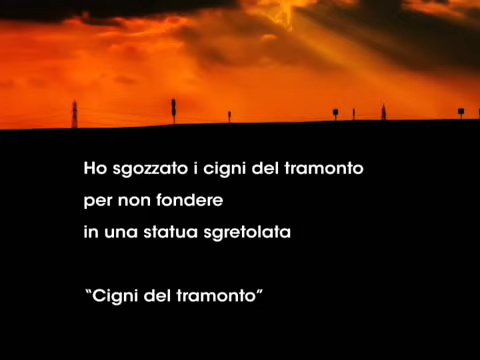 Ho sgozzato i cigni del tramonto
per non fondere
in una statua sgretolata
“Cigni del tramonto”